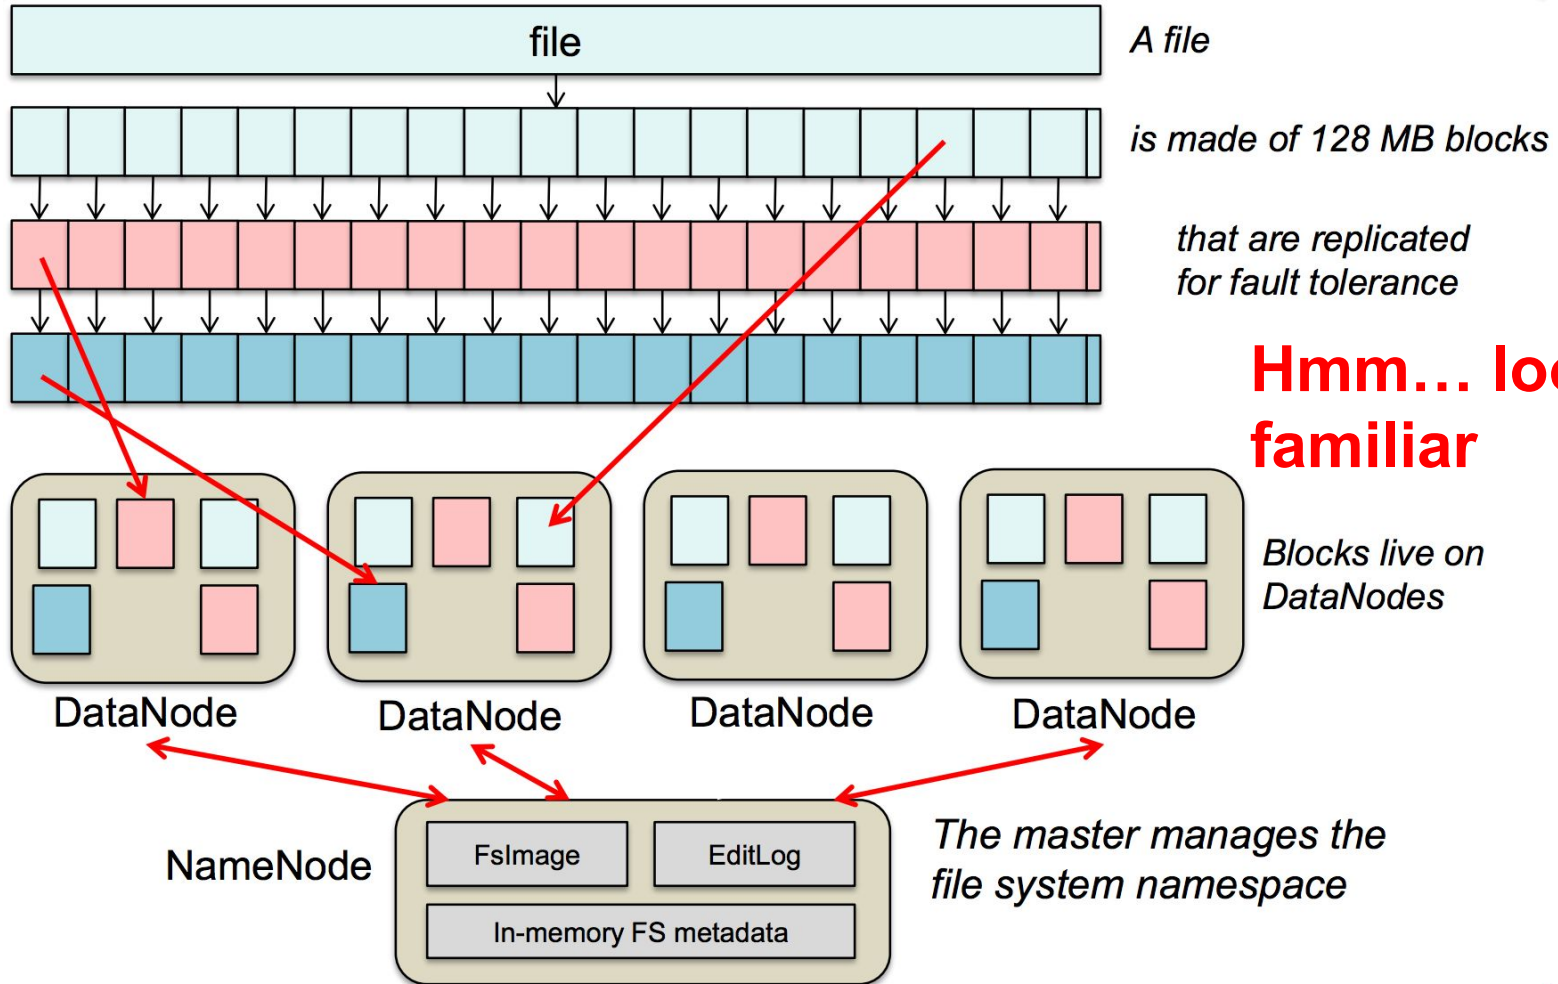 file
A file
is made of 128 MB blocks
that are replicated
for fault tolerance
Hmm…
familiar
Blocks live on
DataNodes
DataNode
DataNode
DataNode
DataNode
NameNode
FsImage
EditLog
In-memory FS metadata
The master manages the
file system namespace